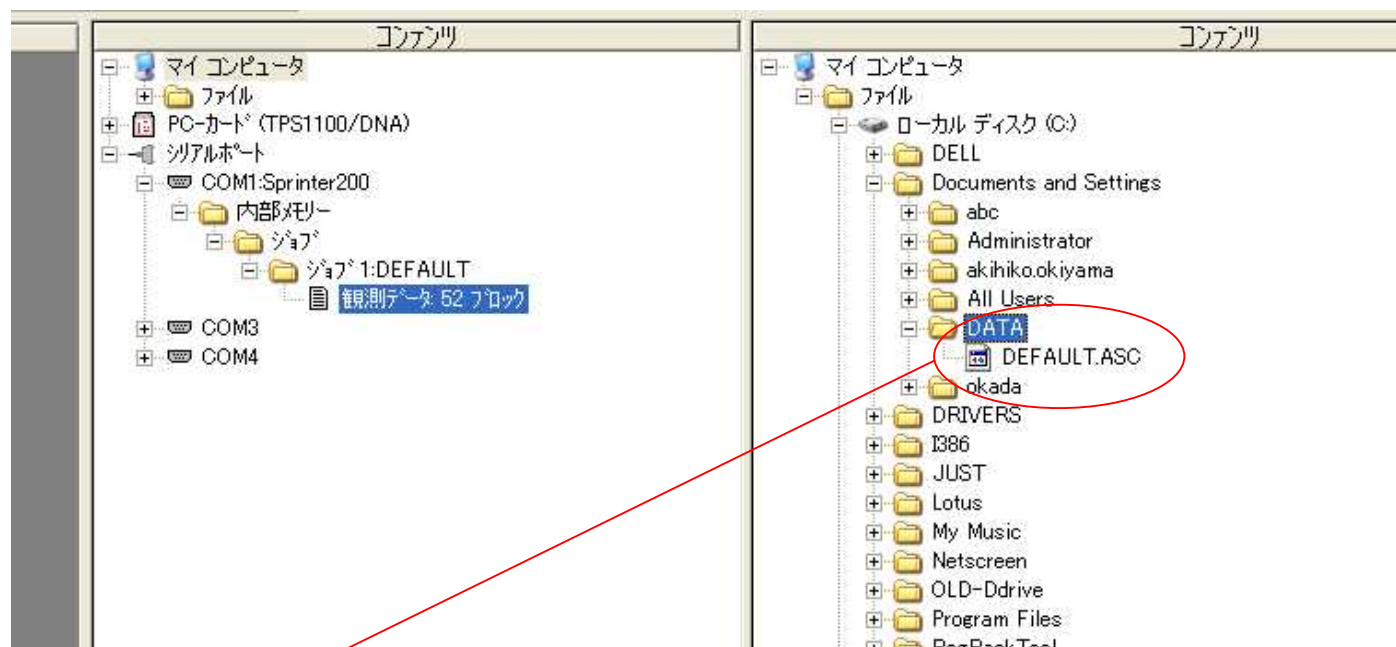 コンテンツ
マイ コンピュータ
ファイル
PC-カード (TPS1100/DNA)
シリアルポート
COM1:Sprinter200
内部メモリー
ジョブ
ジョブ 1:DEFAULT
観測データ: 52 ブロック
COM3
COM4
コンテンツ
マイ コンピュータ
ファイル
ローカル ディスク (C:)
DELL
Documents and Settings
abc
Administrator
akihiko.okiyama
All Users
DATA
DEFAULT.ASC
okada
DRIVERS
I386
JUST
Lotus
My Music
Netscreen
OLD-Ddrive
Program Files